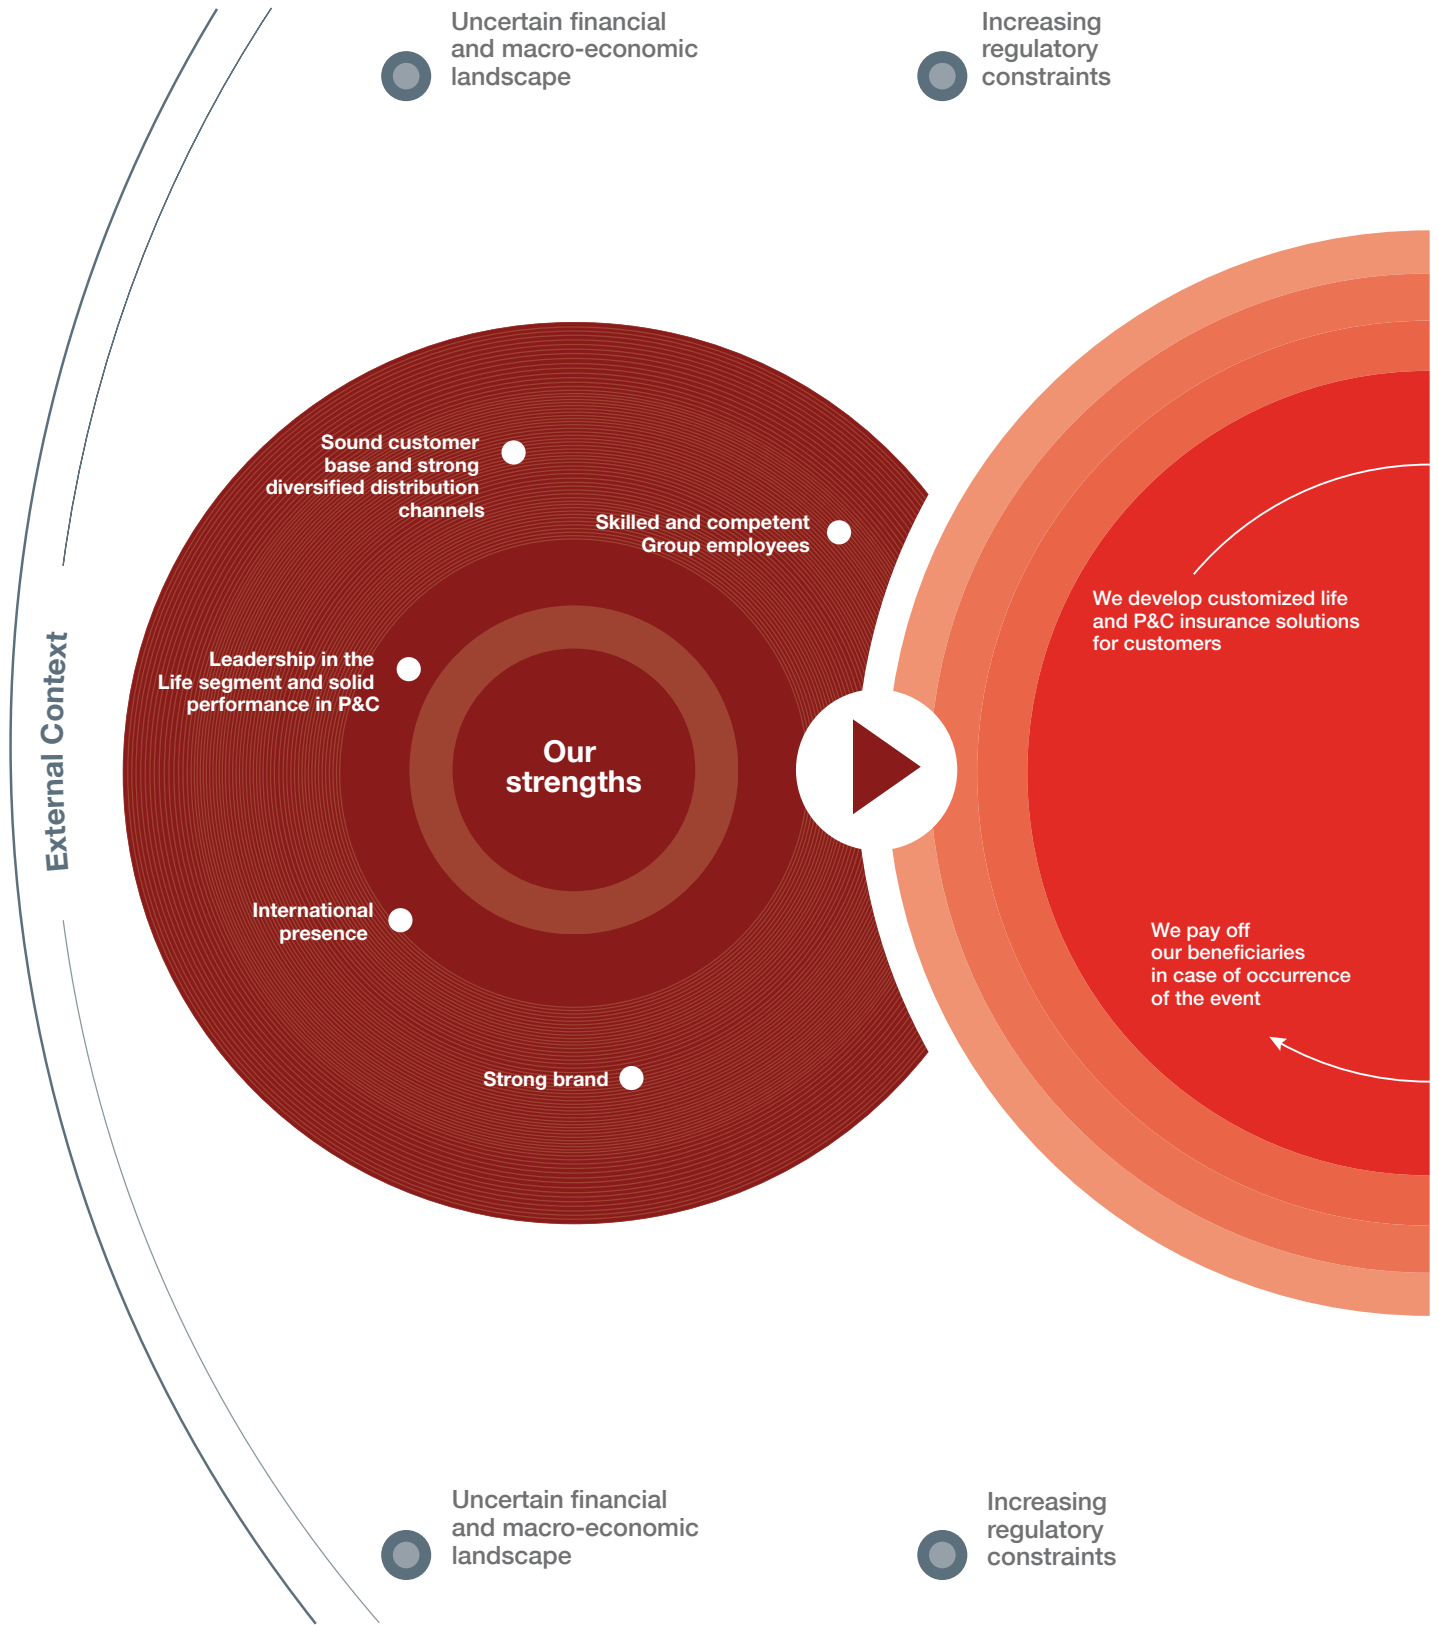 Uncertain financial
and macro-economic
landscape
Increasing
regulatory
constraints
External Context
Sound customer
base and strong
diversified distribution
channels
Skilled and competent
Group employees
Leadership in the
Life segment and solid
performance in P&C
Our
strengths
International
presence
Strong brand
We develop customized life
and P&C insurance solutions
for customers
We pay off
our beneficiaries
in case of occurrence
of the event
Uncertain financial
and macro-economic
landscape
Increasing
regulatory
constraints